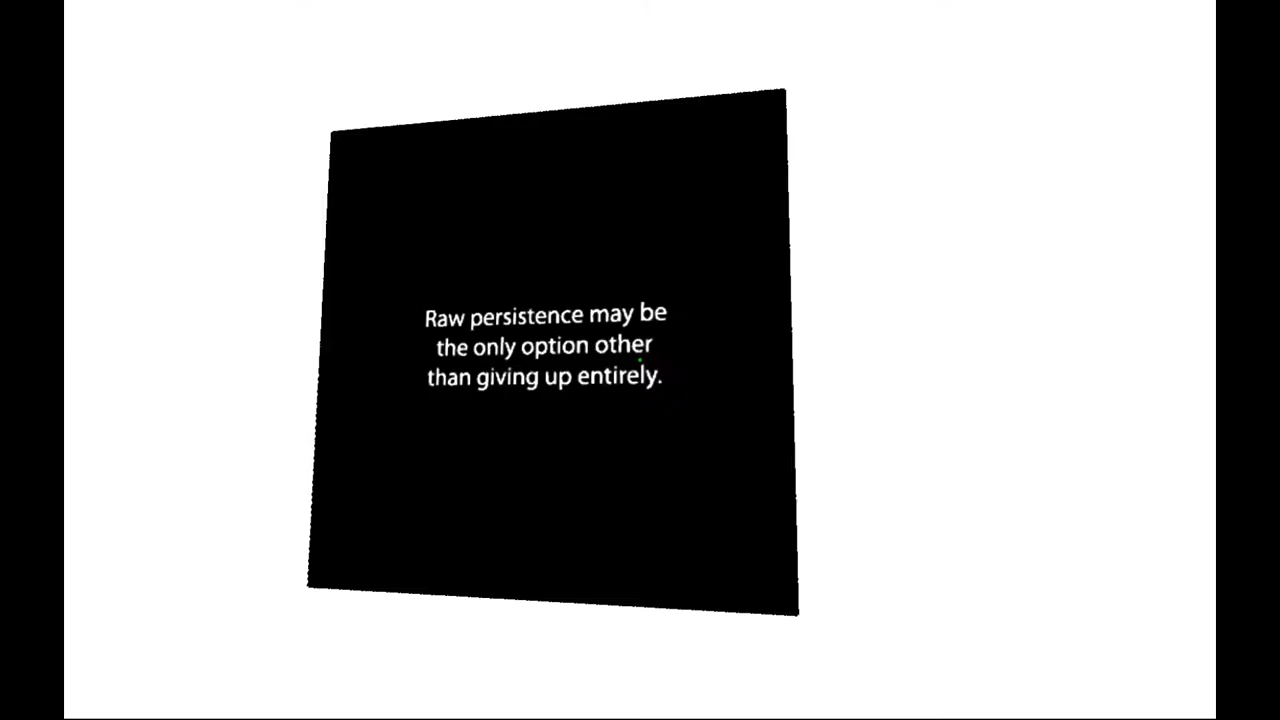 Raw persistence may be
the only option other
than giving up entirely.